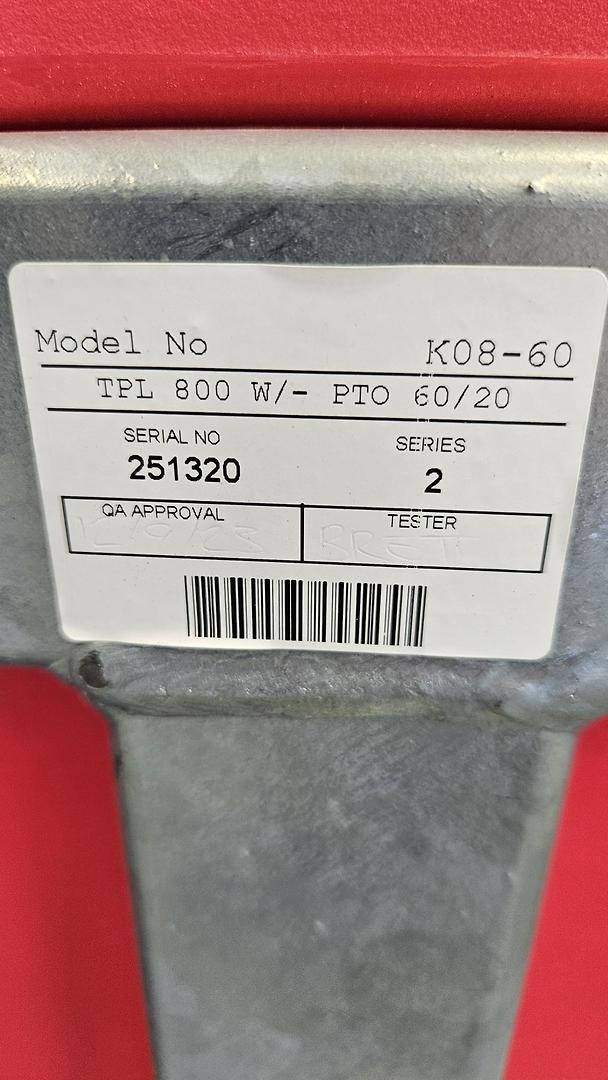 Model No K08-60
TPL 800 W/- PTO 60/20
SERIAL NO SERIES
251320 2
QA APPROVAL TESTER